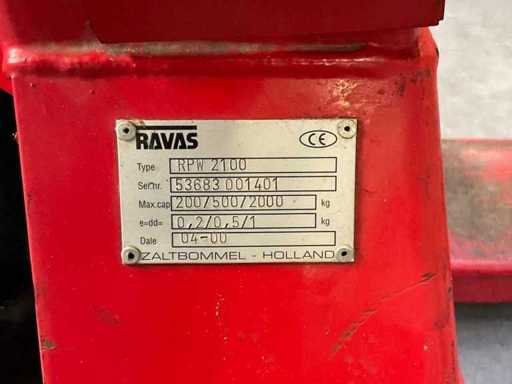 RAVAS CE
Type RPW 2100
Ser.nr. 53683 001401
Max.cap 200/500/2000 kg
e=dd= 0,2/0,5/1 kg
Date 04-00
ZALTBOMMEL - HOLLAND